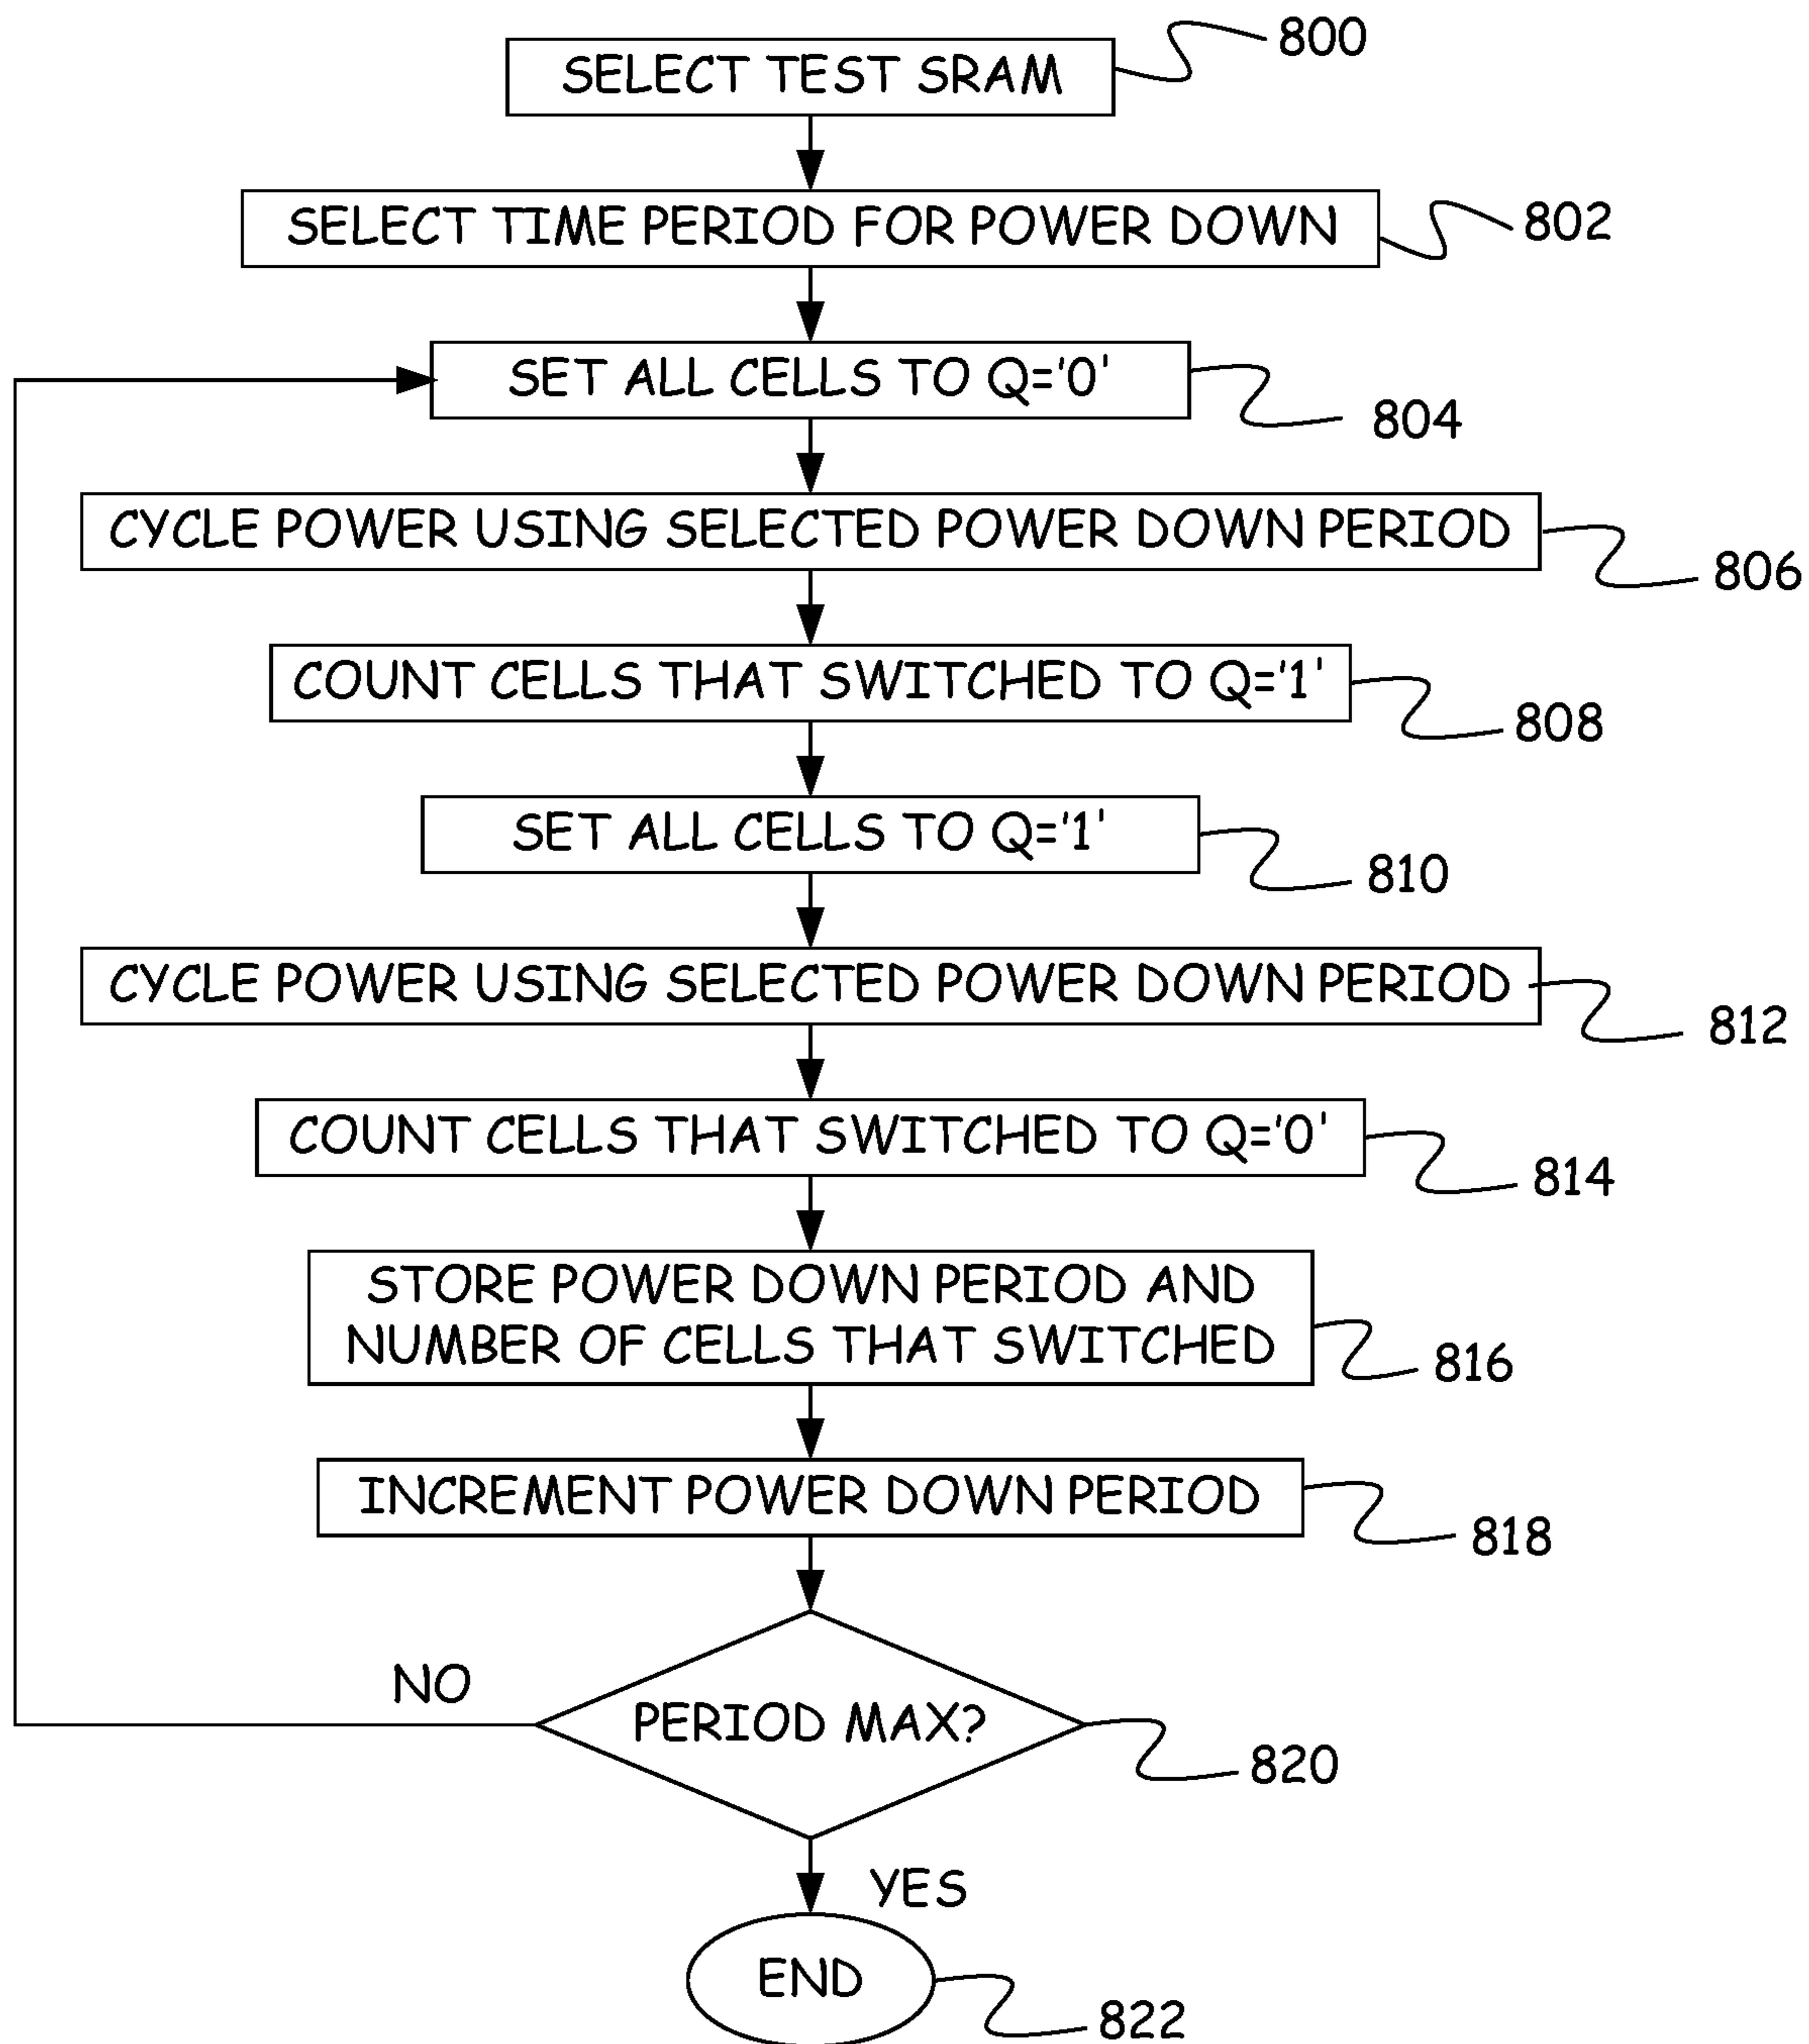 SELECT TEST SRAM
800
SELECT TIME PERIOD FOR POWER DOWN
802
SET ALL CELLS TO Q='0'
804
CYCLE POWER USING SELECTED POWER DOWN PERIOD
806
COUNT CELLS THAT SWITCHED TO Q='1'
808
SET ALL CELLS TO Q='1'
810
CYCLE POWER USING SELECTED POWER DOWN PERIOD
812
COUNT CELLS THAT SWITCHED TO Q='0'
814
STORE POWER DOWN PERIOD AND
NUMBER OF CELLS THAT SWITCHED
816
INCREMENT POWER DOWN PERIOD
818
NO
PERIOD MAX?
820
YES
END
822